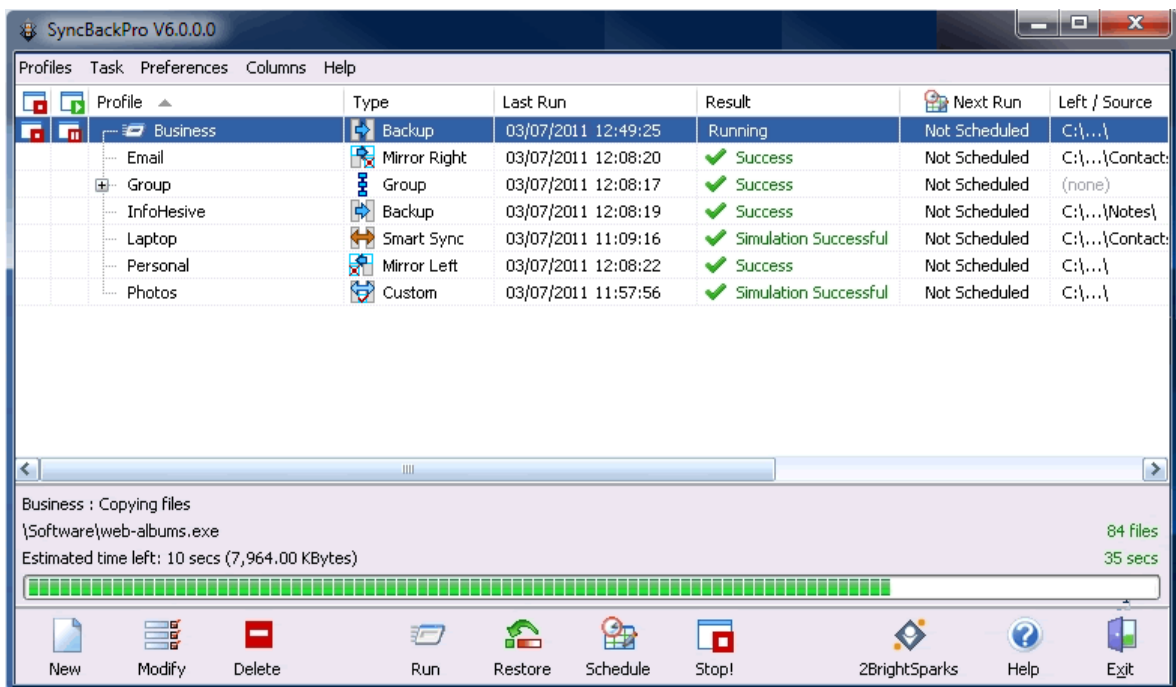 SyncBackPro V6.0.0.0
Profiles Task Preferences Columns Help
Profile Type Last Run Result Next Run Left / Source
Business Backup 03/07/2011 12:49:25 Running Not Scheduled C:\...\
Email Mirror Right 03/07/2011 12:08:20 Success Not Scheduled C:\...\Contact
Group Group 03/07/2011 12:08:17 Success Not Scheduled (none)
InfoHesive Backup 03/07/2011 12:08:19 Success Not Scheduled C:\...\Notes\
Laptop Smart Sync 03/07/2011 11:09:16 Simulation Successful Not Scheduled C:\...\Contact
Personal Mirror Left 03/07/2011 12:08:22 Success Not Scheduled C:\...\
Photos Custom 03/07/2011 11:57:56 Simulation Successful Not Scheduled C:\...\
Business : Copying files
\Software\web-albums.exe 84 files
Estimated time left: 10 secs (7,964.00 KBytes) 35 secs
New Modify Delete Run Restore Schedule Stop! 2BrightSparks Help Exit